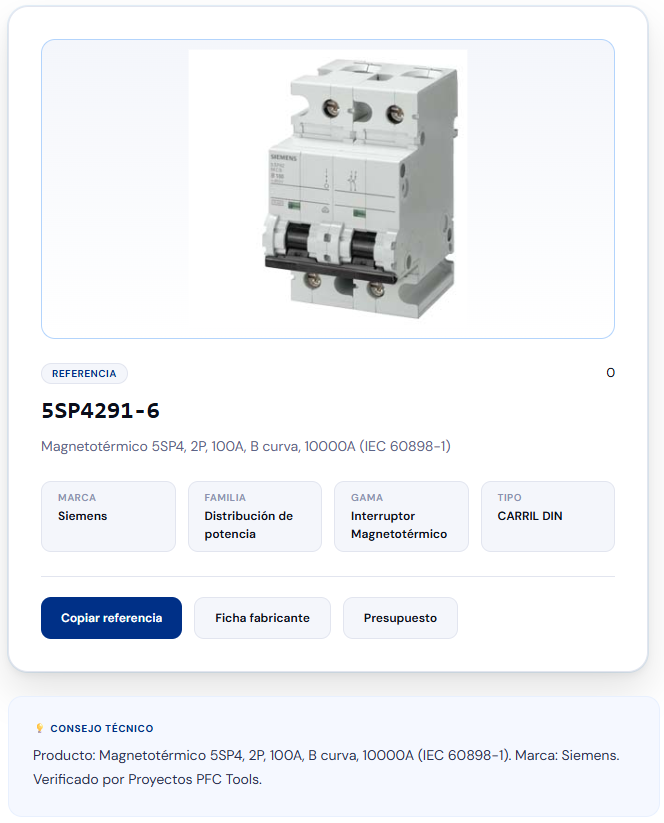 SIEMENS
REFERENCIA
0
5SP4291-6
Magnetotérmico 5SP4, 2P, 100A, B curva, 10000A (IEC 60898-1)
MARCA
Siemens
FAMILIA
Distribución de
potencia
GAMA
Interruptor
Magnetotérmico
TIPO
CARRIL DIN
Copiar referencia
Ficha fabricante
Presupuesto
CONSEJO TÉCNICO
Producto: Magnetotérmico 5SP4, 2P, 100A, B curva, 10000A (IEC 60898-1). Marca: Siemens.
Verificado por Proyectos PFC Tools.